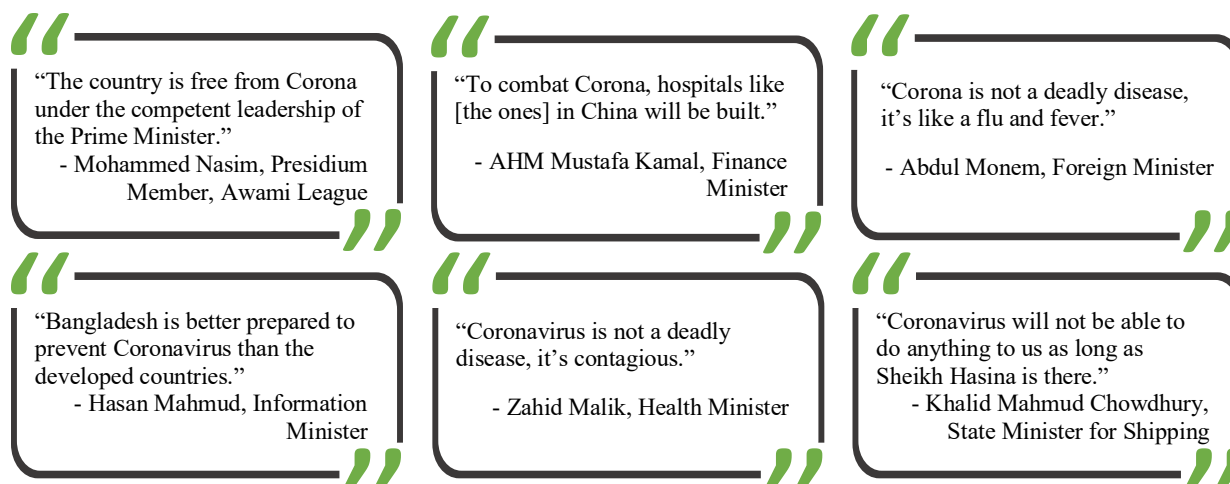 “The country is free from Corona
under the competent leadership of
the Prime Minister.”
- Mohammed Nasim, Presidium
Member, Awami League
“To combat Corona, hospitals like
[the ones] in China will be built.”
- AHM Mustafa Kamal, Finance
Minister
“Corona is not a deadly disease,
it’s like a flu and fever.”
- Abdul Monem, Foreign Minister
“Bangladesh is better prepared to
prevent Coronavirus than the
developed countries.”
- Hasan Mahmud, Information
Minister
“Coronavirus is not a deadly
disease, it’s contagious.”
- Zahid Malik, Health Minister
“Coronavirus will not be able to
do anything to us as long as
Sheikh Hasina is there.”
- Khalid Mahmud Chowdhury,
State Minister for Shipping